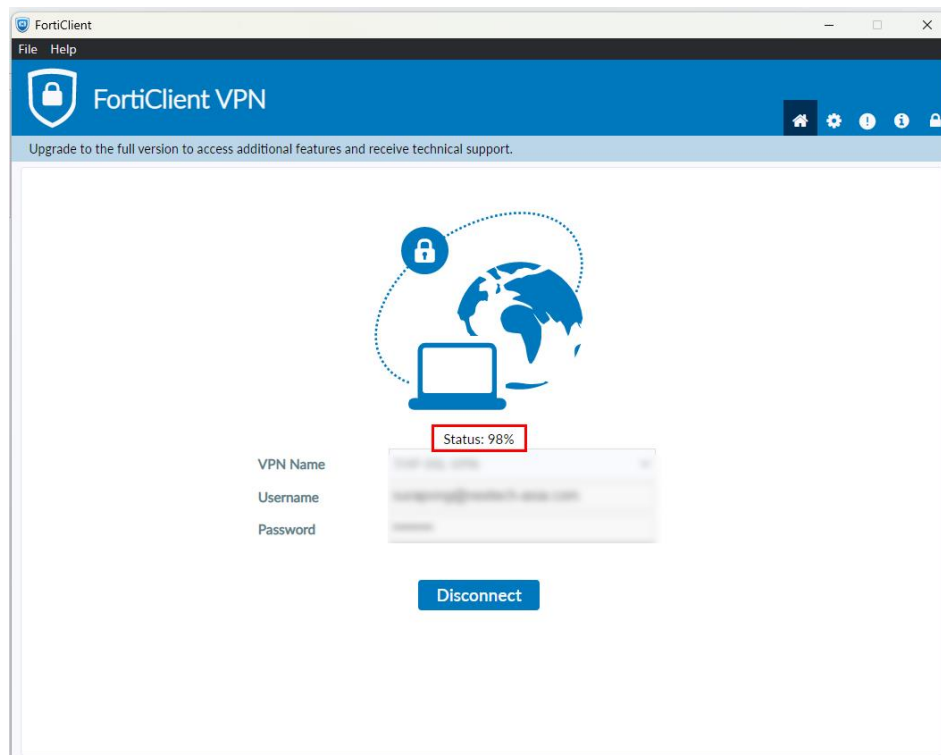 FortiClient
File Help
FortiClient VPN
Upgrade to the full version to access additional features and receive technical support.
Status: 98%
VPN Name
Username
Password
Disconnect